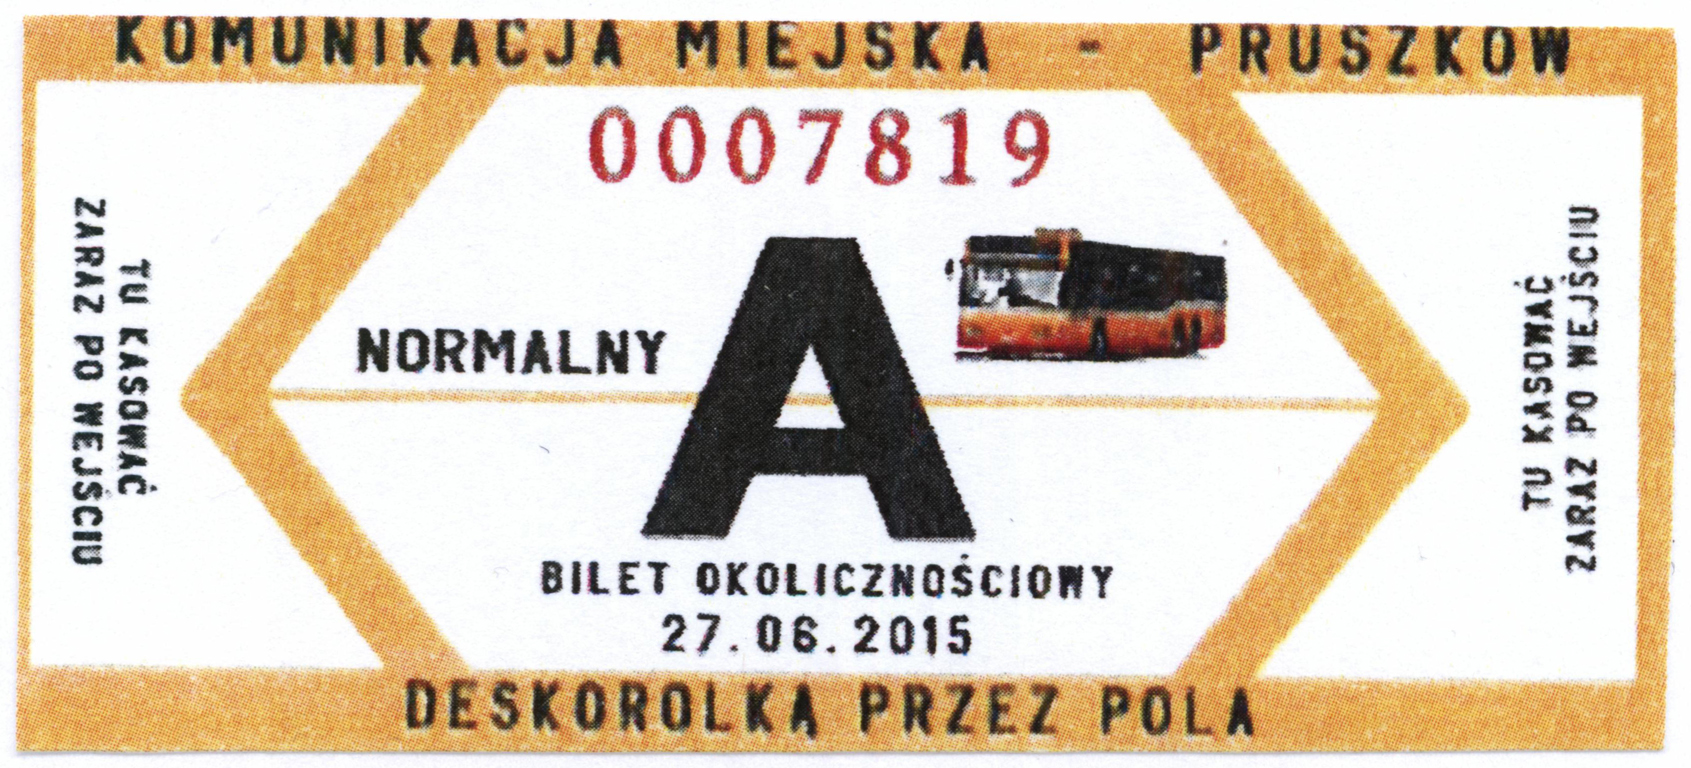 KOMUNIKACJA MIEJSKA - PRUSZKÓW
0007819
TU KASOWAĆ
ZARAZ PO WEJŚCIU
NORMALNY
A
BILET OKOLICZNOŚCIOWY
27.06.2015
TU KASOWAĆ
ZARAZ PO WEJŚCIU
DESKOROLKĄ PRZEZ POLA